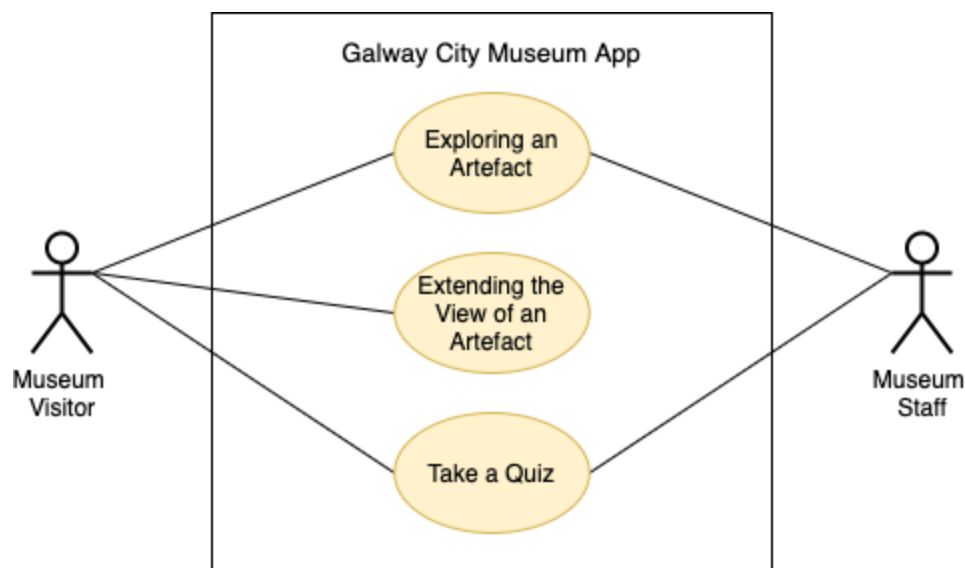 Galway City Museum App
Exploring an
Artefact
Extending the
View of an
Artefact
Museum
Visitor
Museum
Staff
Take a Quiz